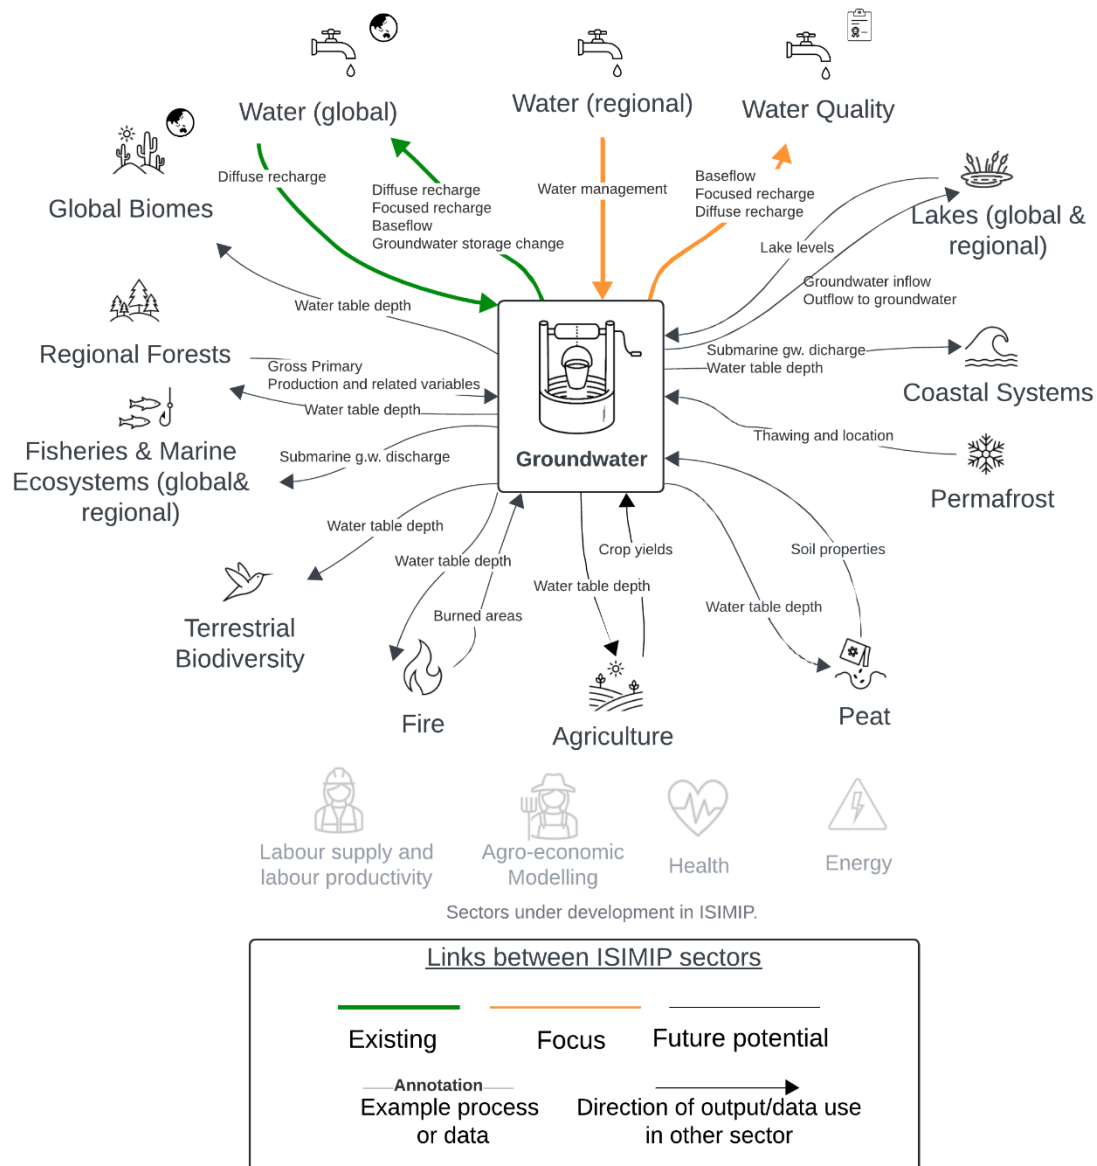 Water (global)
Water (regional)
Water Quality
Diffuse recharge
Diffuse recharge
Focused recharge
Baseflow
Groundwater storage change
Water management
Baseflow
Focused recharge
Diffuse recharge
Global Biomes
Lakes (global &
regional)
Lake levels
Groundwater inflow
Outflow to groundwater
Water table depth
Regional Forests
Gross Primary
Production and related variables
Water table depth
Submarine gw. dicharge
Water table depth
Coastal Systems
Fisheries & Marine
Ecosystems (global&
regional)
Submarine g.w. discharge
Groundwater
Thawing and location
Permafrost
Water table depth
Terrestrial
Biodiversity
Water table depth
Burned areas
Fire
Crop yields
Water table depth
Agriculture
Soil properties
Water table depth
Peat
Labour supply and
labour productivity
Agro-economic
Modelling
Health
Energy
Sectors under development in ISIMIP.
Links between ISIMIP sectors
Existing
Focus
Future potential
Annotation
Example process
or data
Direction of output/data use
in other sector